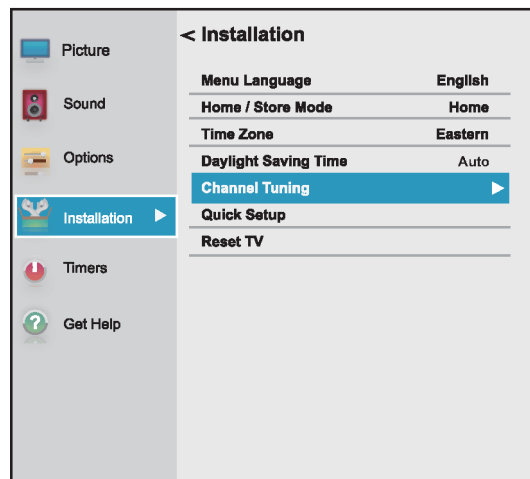 Picture
Sound
Options
Installation
Timers
Get Help
< Installation
Menu Language English
Home / Store Mode Home
Time Zone Eastern
Daylight Saving Time Auto
Channel Tuning
Quick Setup
Reset TV